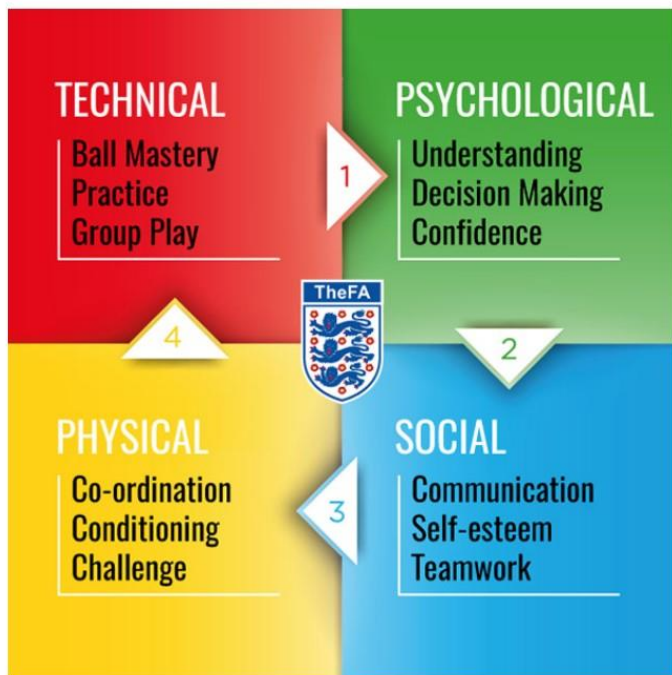 TECHNICAL
Ball Mastery
Practice
Group Play
1
PSYCHOLOGICAL
Understanding
Decision Making
Confidence
2
TheFA
PHYSICAL
Co-ordination
Conditioning
Challenge
4
SOCIAL
Communication
Self-esteem
Teamwork
3